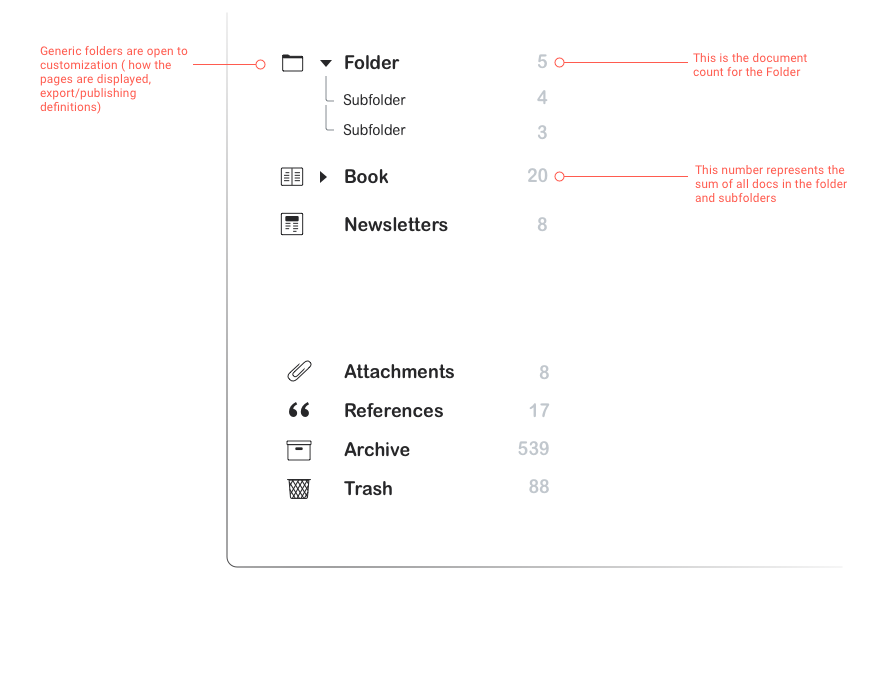 Generic folders are open to
customization ( how the
pages are displayed,
export/publishing
definitions)
Folder 5
This is the document
count for the Folder
Subfolder 4
Subfolder 3
Book 20
This number represents the
sum of all docs in the folder
and subfolders
Newsletters 8
Attachments 8
References 17
Archive 539
Trash 88